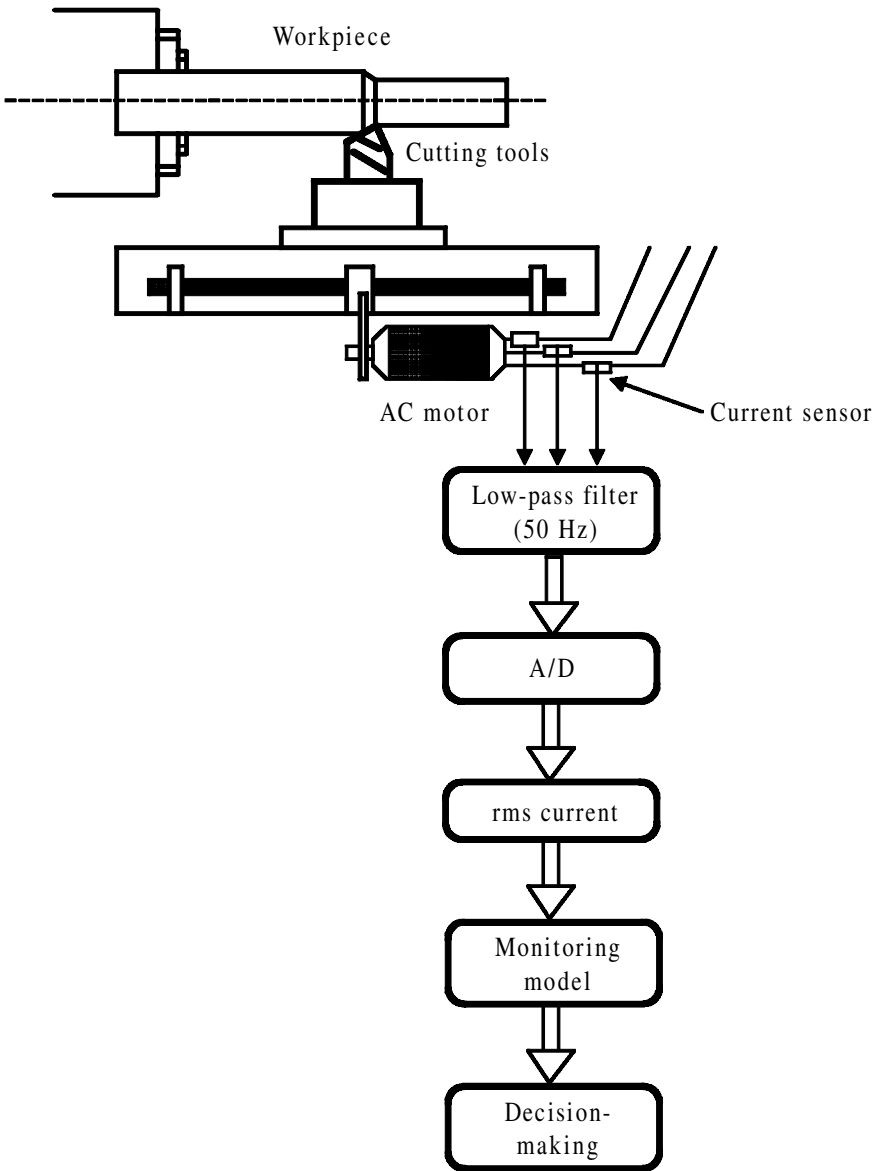 Workpiece
Cutting tools
AC motor
Current sensor
Low-pass filter
(50 Hz)
A/D
rms current
Monitoring
model
Decision-
making